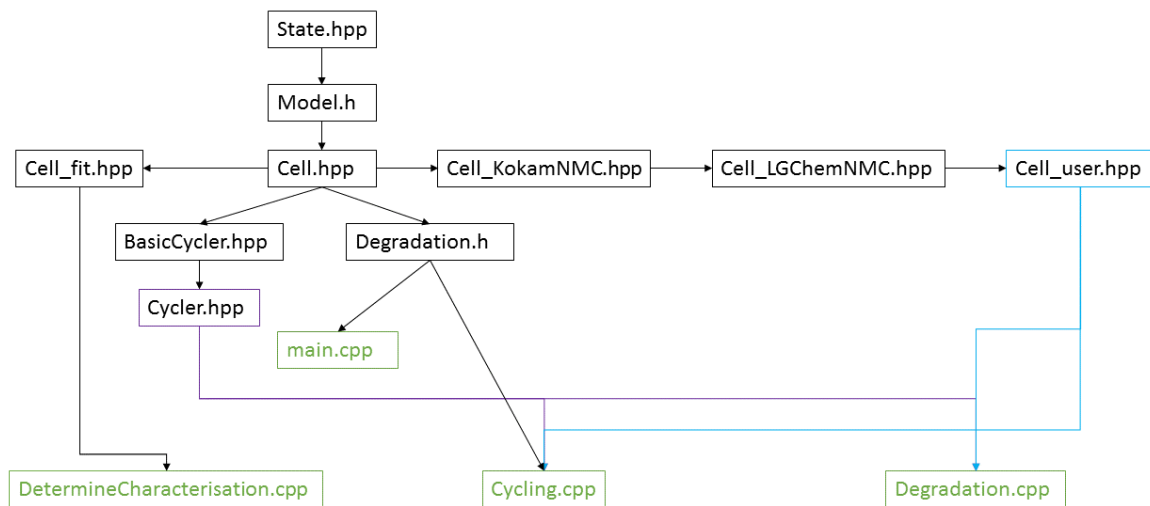 State.hpp
Model.h
Cell_fit.hpp
Cell.hpp
Cell_KokamNMC.hpp
Cell_LGChemNMC.hpp
Cell_user.hpp
BasicCycler.hpp
Degradation.h
Cycler.hpp
main.cpp
DetermineCharacterisation.cpp
Cycling.cpp
Degradation.cpp